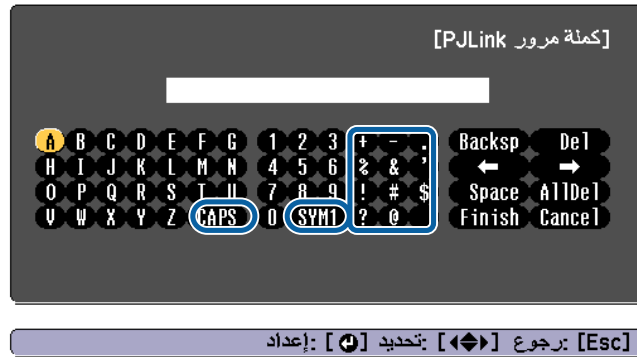 [كمئة مرور PJLink]
A B C D E F G 1 2 3 + - . Backsp Del
H I J K L M N 4 5 6 % & ' ← →
O P Q R S T U 7 8 9 ! # $ Space AllDel
V W X Y Z CAPS 0 SYM1 ? @ Finish Cancel
[Esc] :رجوع [◀◆▶] :تحديد [↵] :إعداد